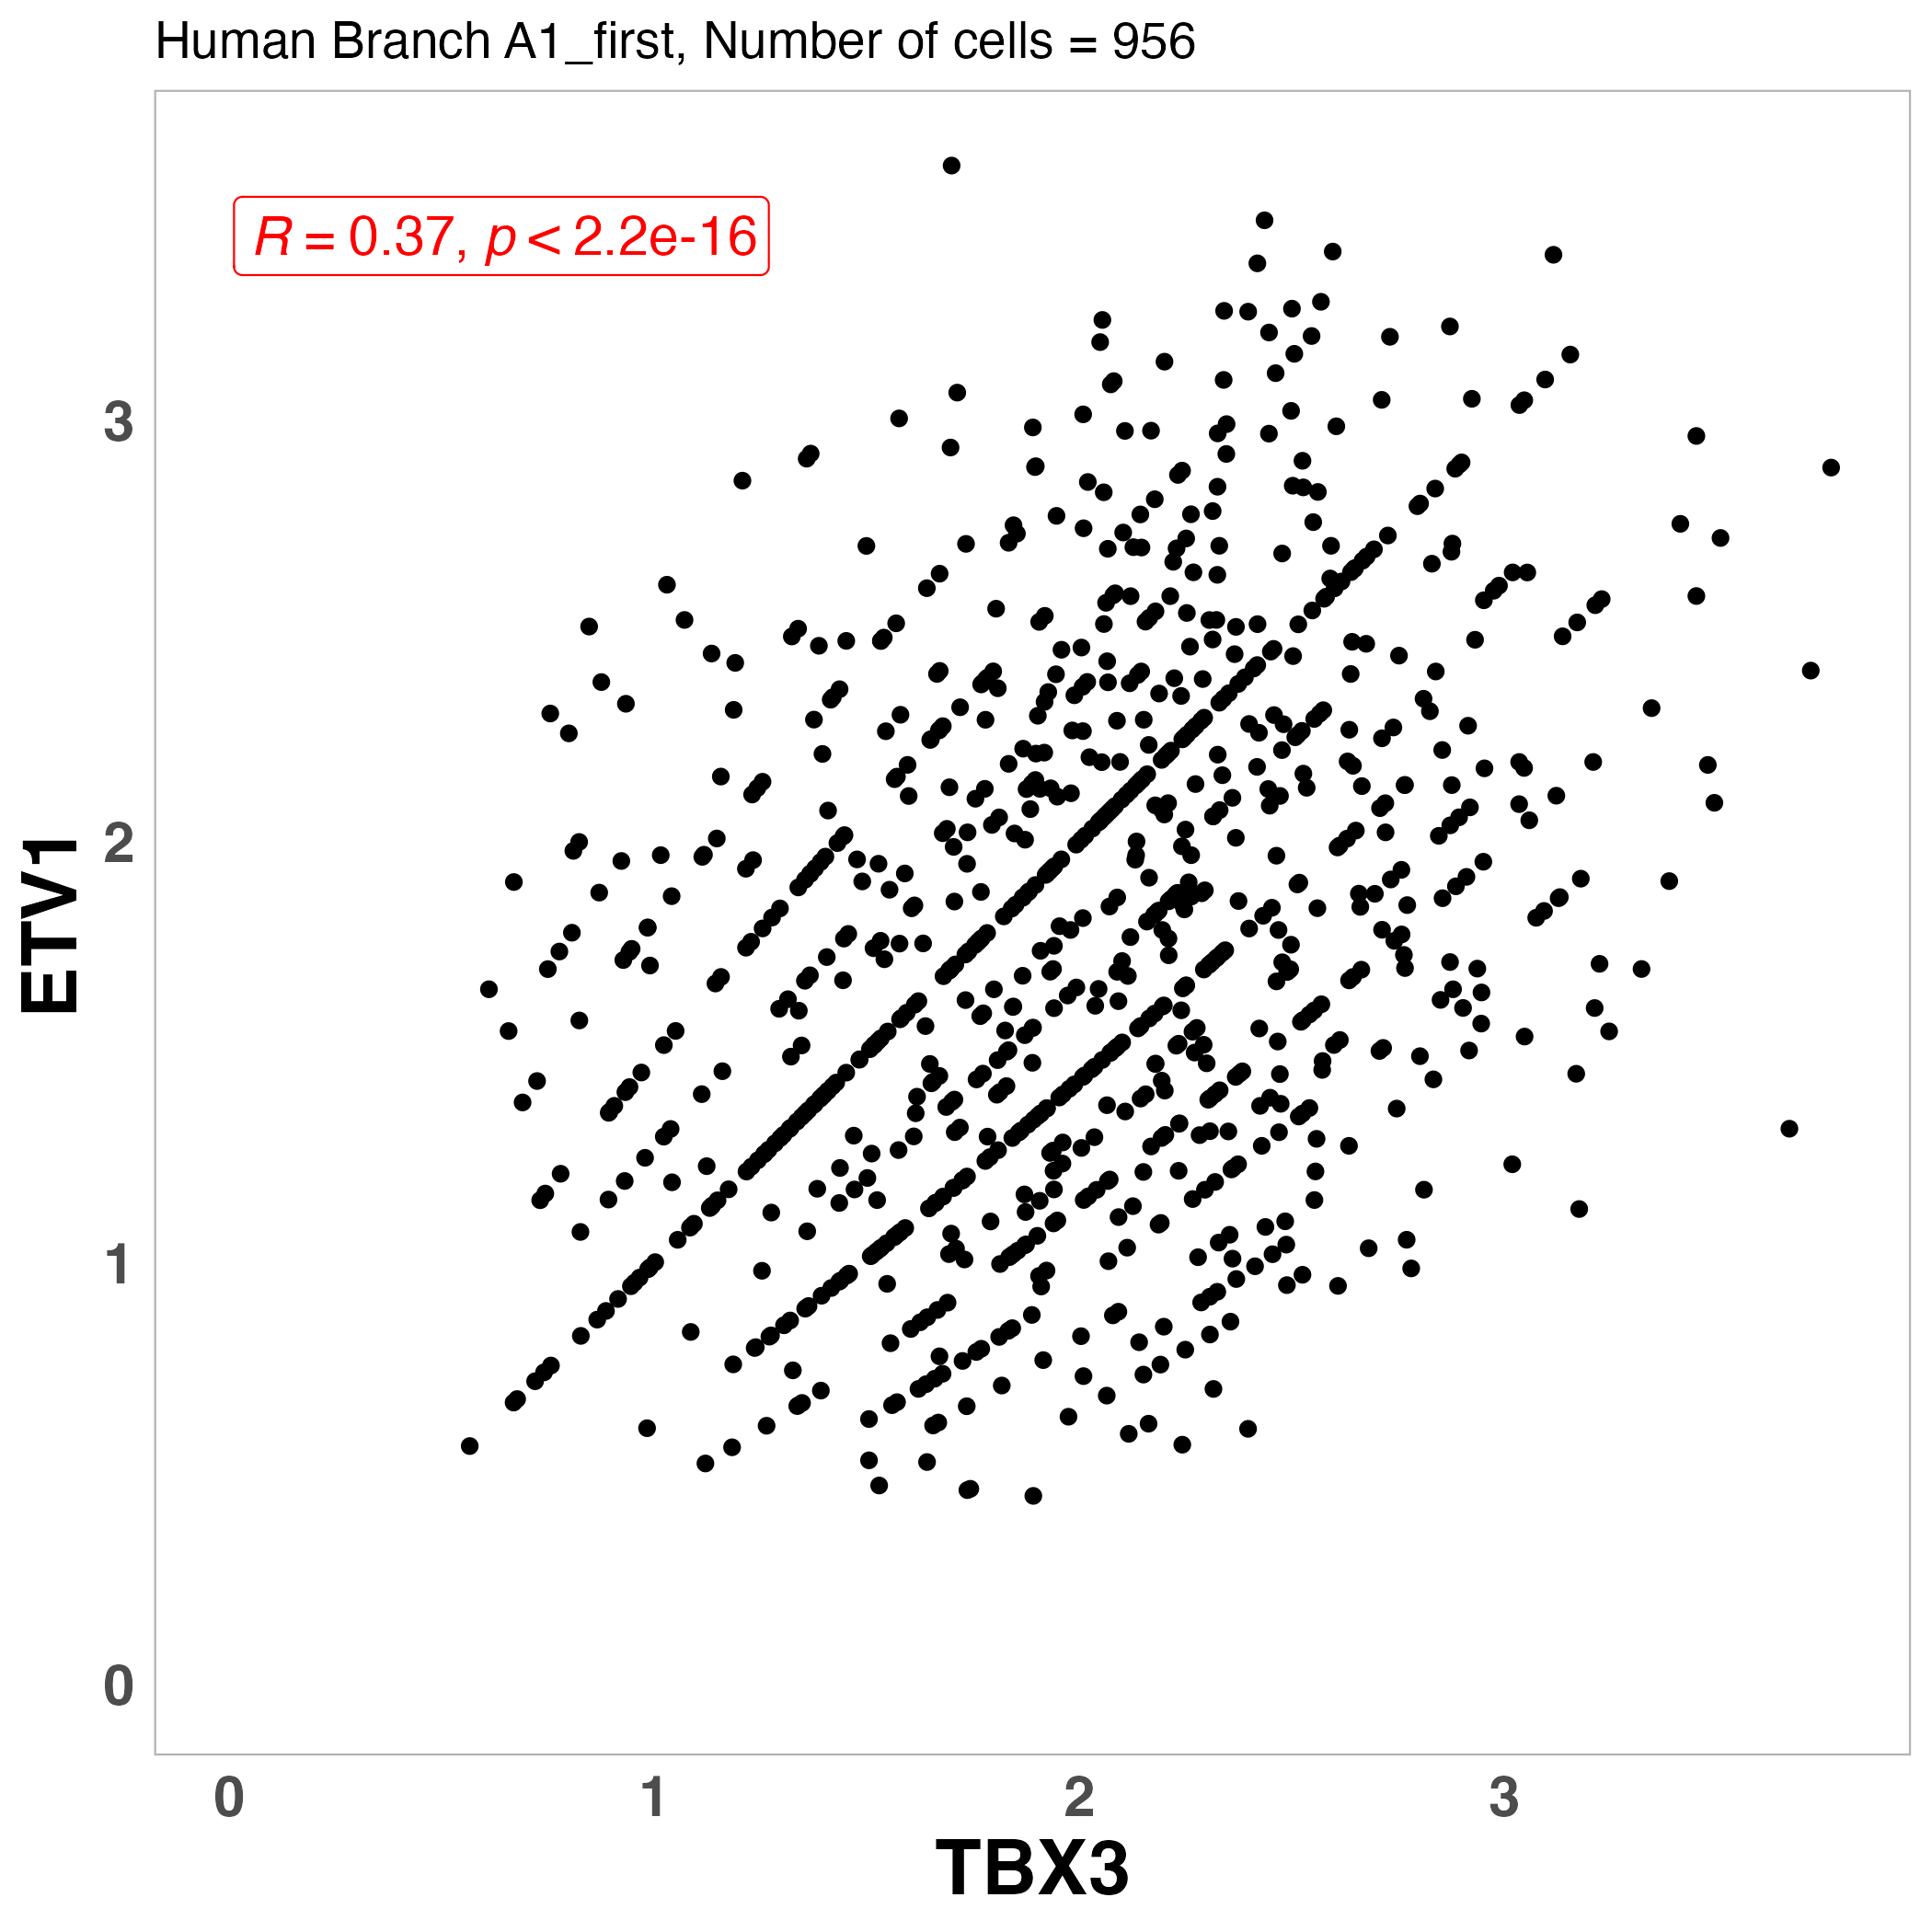 Human Branch A1_first, Number of cells = 956
R = 0.37, p < 2.2e-16
3
2
1
0
ETV1
0 1 2 3
TBX3